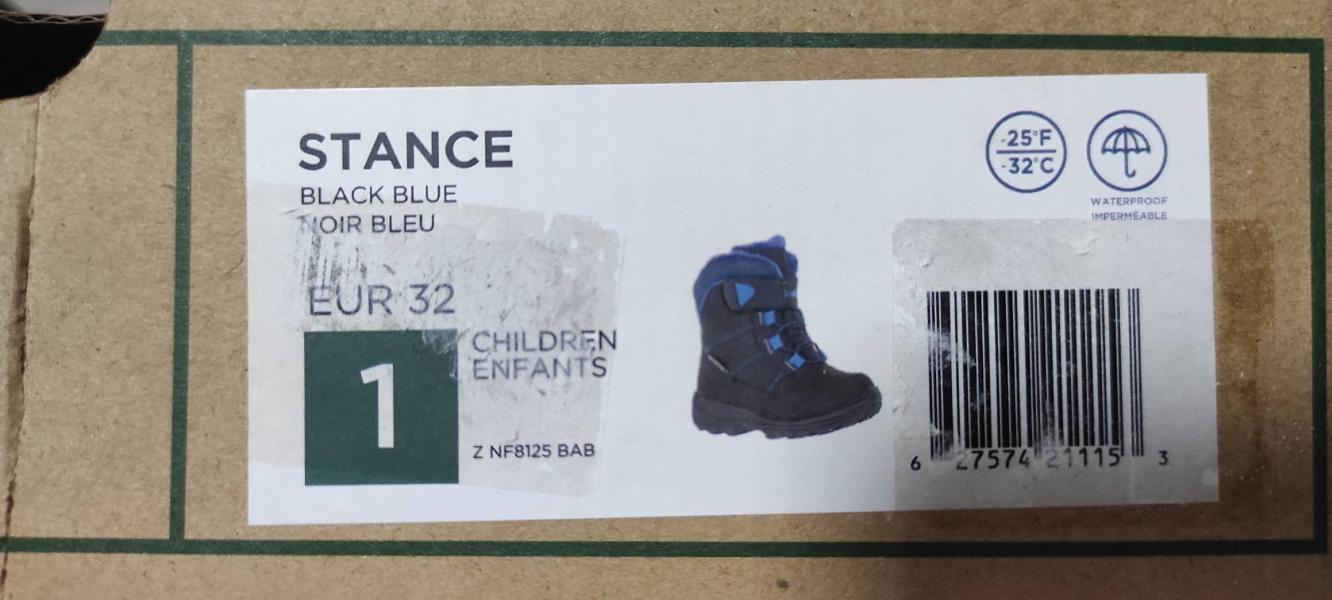 STANCE
BLACK BLUE
NOIR BLEU
EUR 32
1
CHILDREN
ENFANTS
Z NF8125 BAB
-25°F
-32°C
WATERPROOF
IMPERMÉABLE
6 27574 21115 3